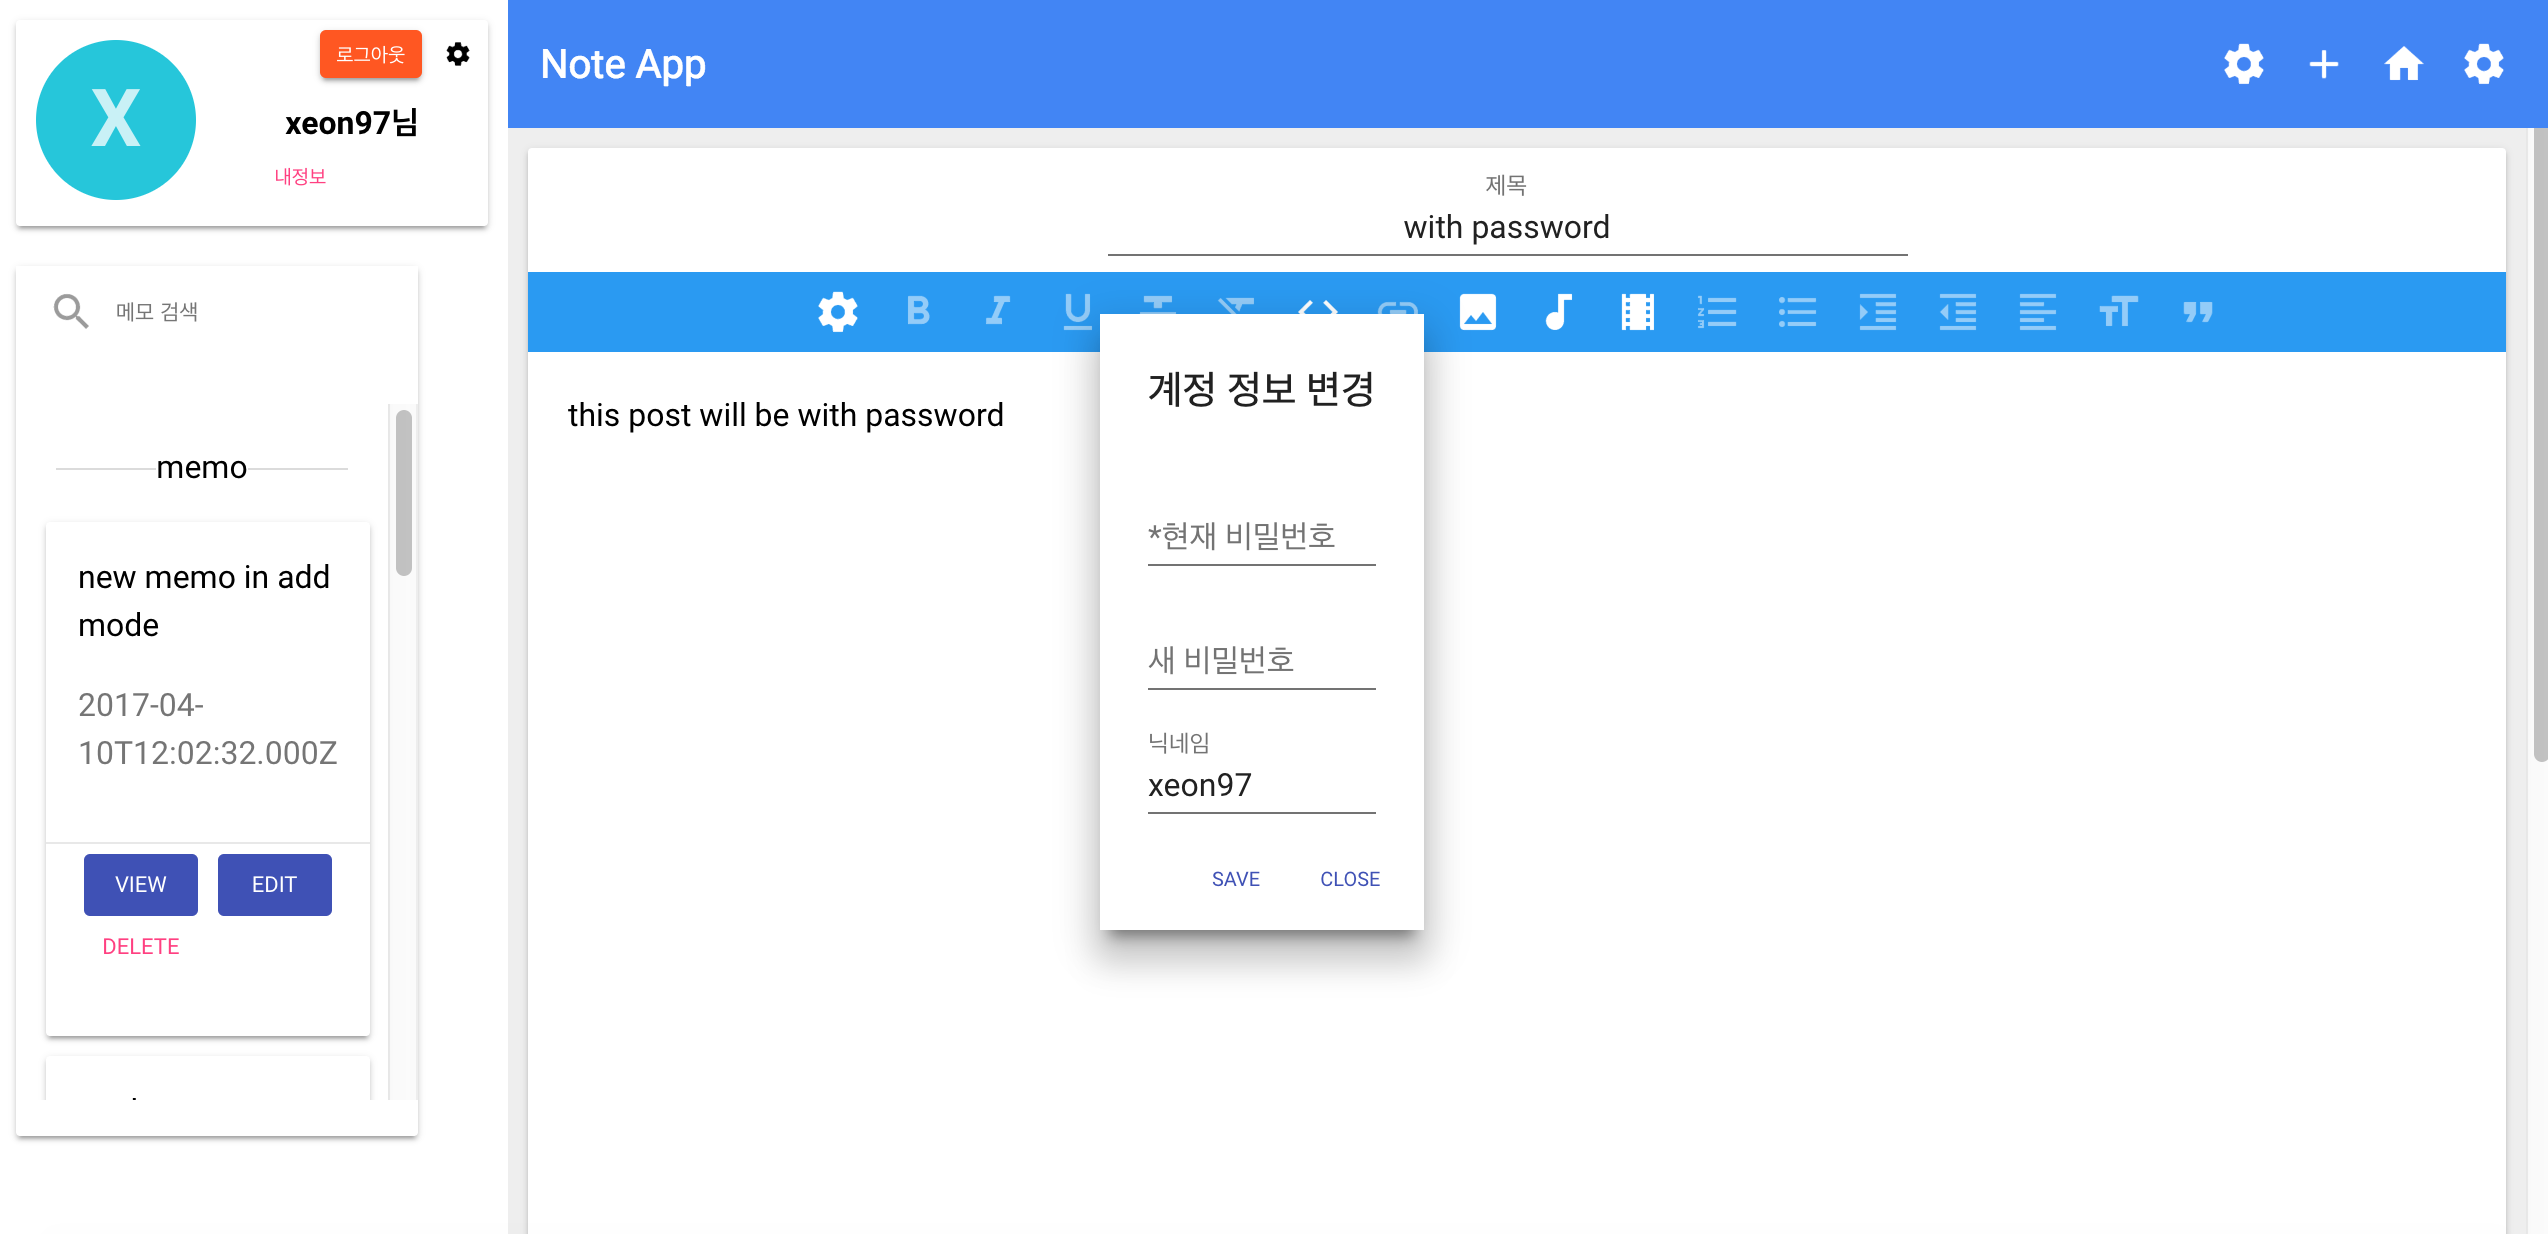 X
로그아웃
xeon97님
내정보
메모 검색
memo
new memo in add
mode
2017-04-
10T12:02:32.000Z
VIEW
EDIT
DELETE
Note App
제목
with password
this post will be with password
계정 정보 변경
*현재 비밀번호
새 비밀번호
닉네임
xeon97
SAVE
CLOSE